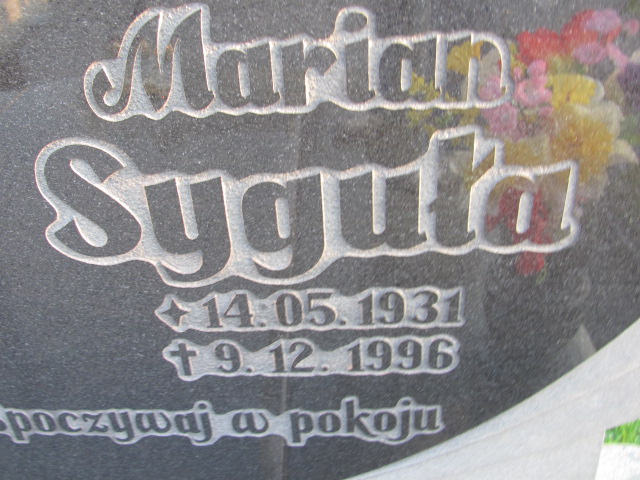 Marian
Syguła
14.05.1931
† 9.12.1996
spoczywaj w pokoju